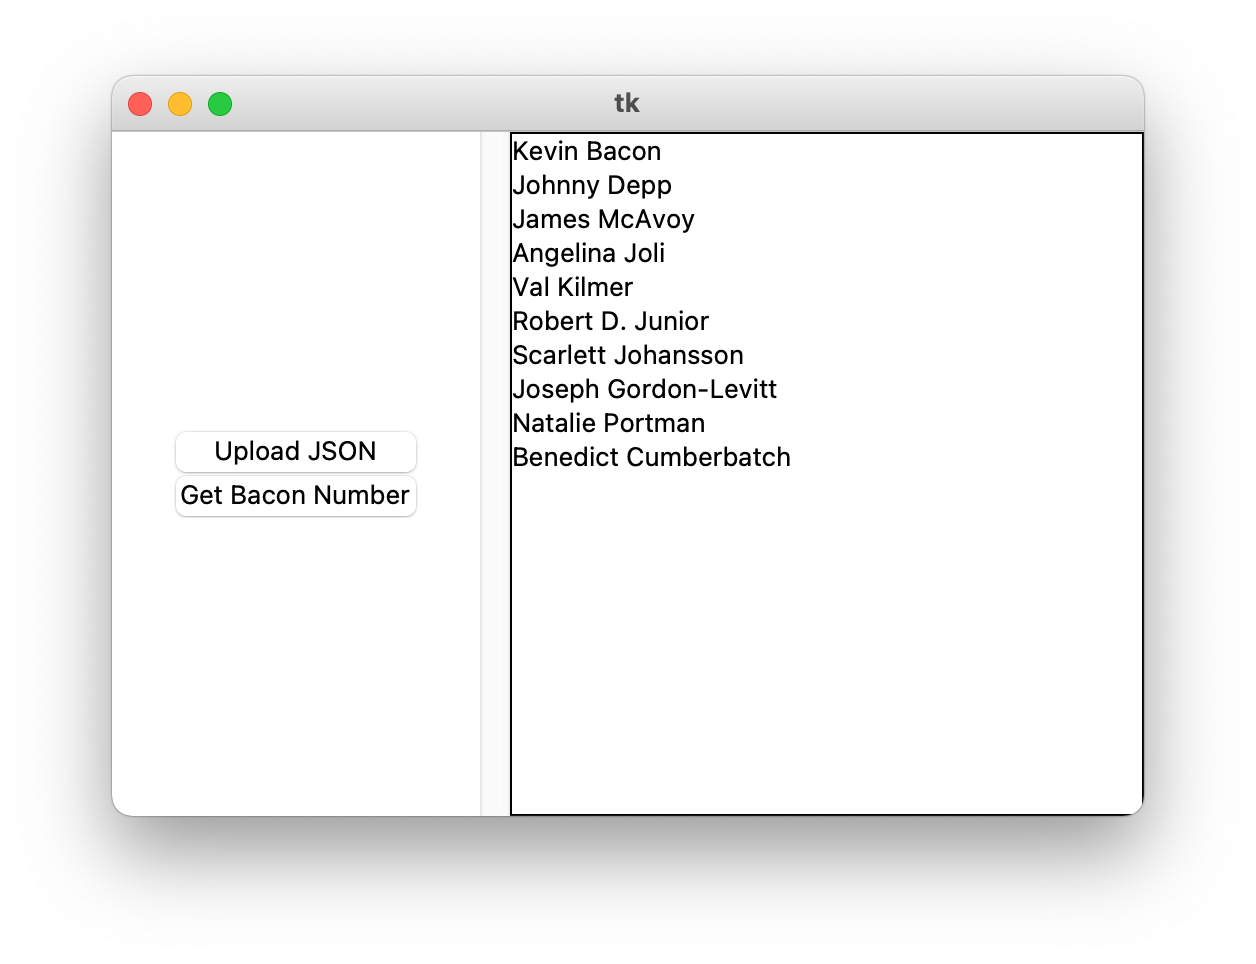 tk
Upload JSON
Get Bacon Number
Kevin Bacon
Johnny Depp
James McAvoy
Angelina Joli
Val Kilmer
Robert D. Junior
Scarlett Johansson
Joseph Gordon-Levitt
Natalie Portman
Benedict Cumberbatch